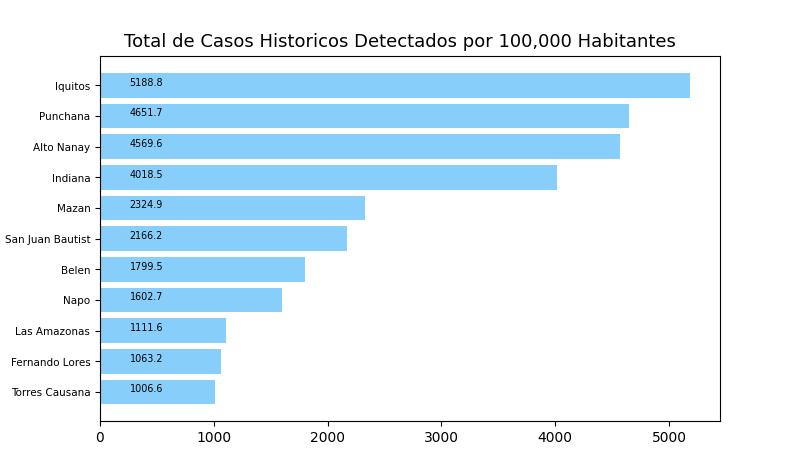 Total de Casos Historicos Detectados por 100,000 Habitantes
Iquitos 5188.8
Punchana 4651.7
Alto Nanay 4569.6
Indiana 4018.5
Mazan 2324.9
San Juan Bautist 2166.2
Belen 1799.5
Napo 1602.7
Las Amazonas 1111.6
Fernando Lores 1063.2
Torres Causana 1006.6
0 1000 2000 3000 4000 5000